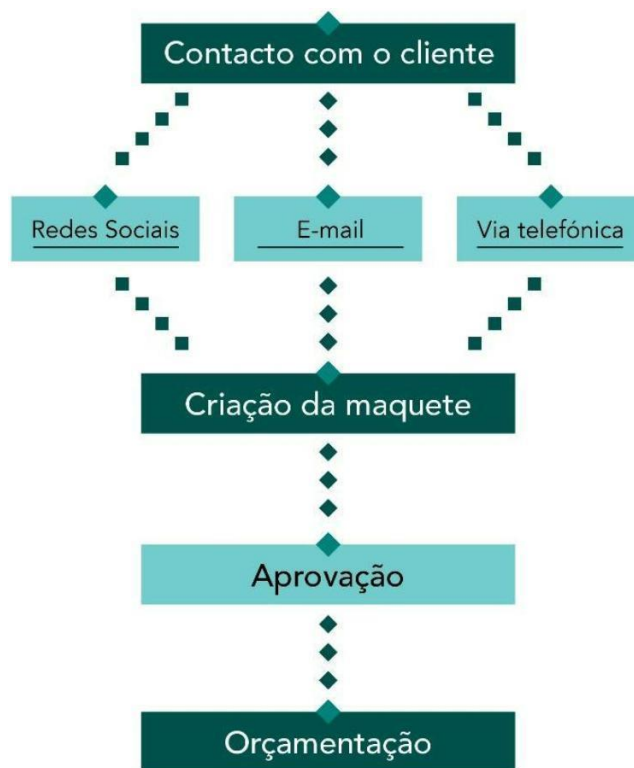 Contacto com o cliente
Redes Sociais
E-mail
Via telefónica
Criação da maquete
Aprovação
Orçamentação